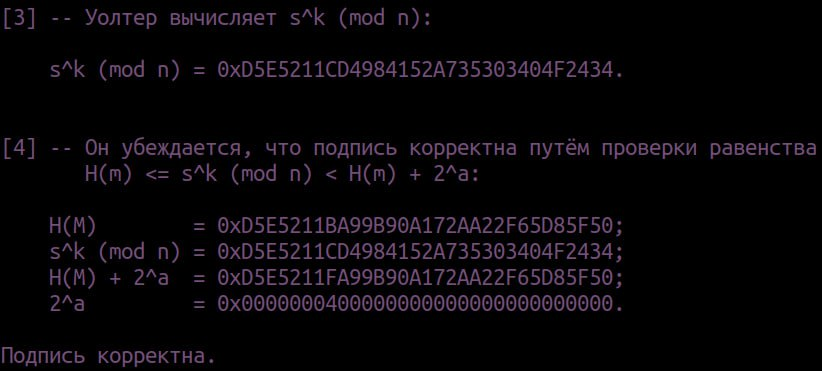 [3] -- Уолтер вычисляет s^k (mod n):
s^k (mod n) = 0xD5E5211CD4984152A735303404F2434.
[4] -- Он убеждается, что подпись корректна путём проверки равенства
H(m) <= s^k (mod n) < H(m) + 2^a:
H(M) = 0xD5E5211BA99B90A172AA22F65D85F50;
s^k (mod n) = 0xD5E5211CD4984152A735303404F2434;
H(M) + 2^a = 0xD5E5211FA99B90A172AA22F65D85F50;
2^a = 0x0000000400000000000000000000000.
Подпись корректна.